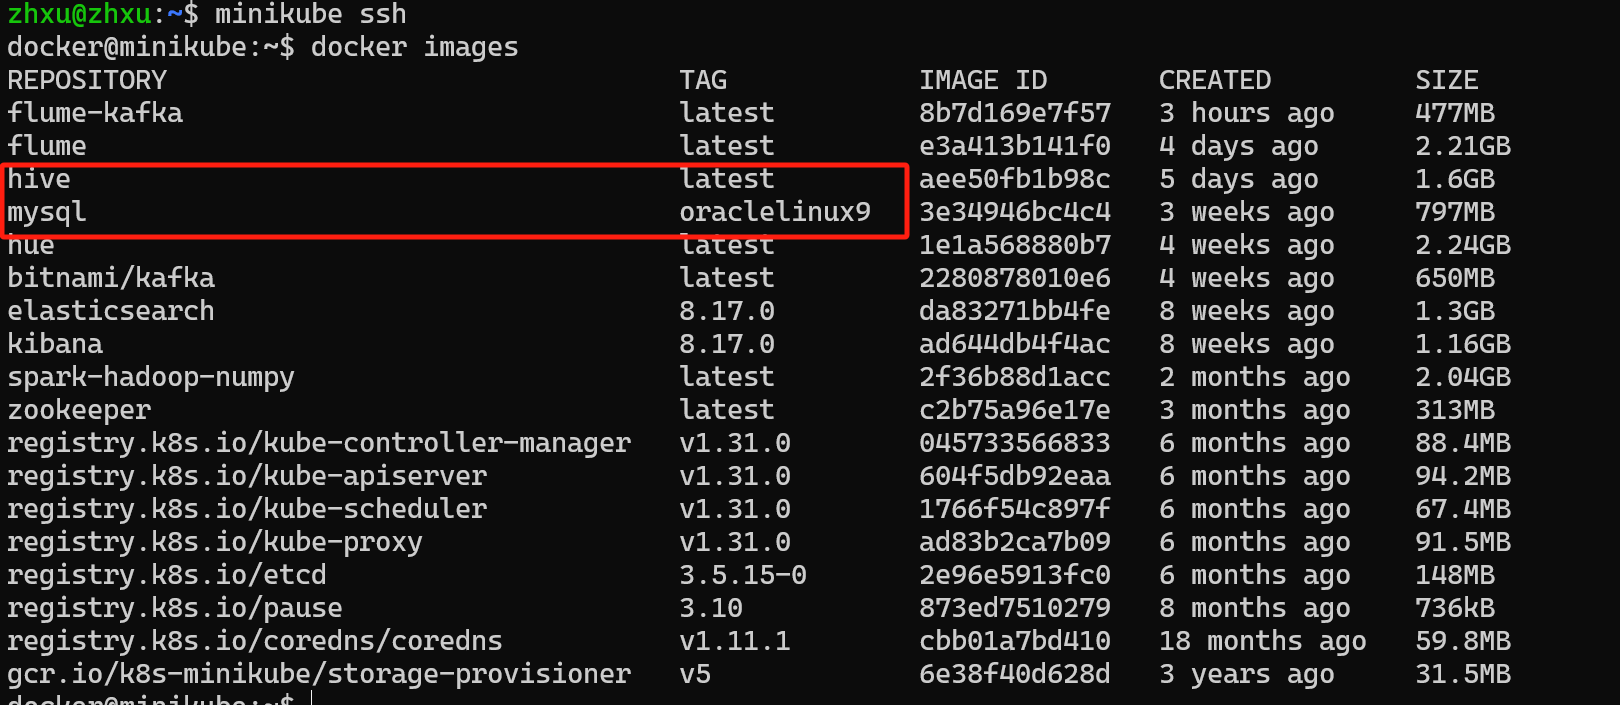 zhxu@zhxu:~$ minikube ssh
docker@minikube:~$ docker images
REPOSITORY TAG IMAGE ID CREATED SIZE
flume-kafka latest 8b7d169e7f57 3 hours ago 477MB
flume latest e3a413b141f0 4 days ago 2.21GB
hive latest aee50fb1b98c 5 days ago 1.6GB
mysql oraclelinux9 3e34946bc4c4 3 weeks ago 797MB
hue latest 1e1a568880b7 4 weeks ago 2.24GB
bitnami/kafka latest 2280878010e6 4 weeks ago 650MB
elasticsearch 8.17.0 da83271bb4fe 8 weeks ago 1.3GB
kibana 8.17.0 ad644db4f4ac 8 weeks ago 1.16GB
spark-hadoop-numpy latest 2f36b88d1acc 2 months ago 2.04GB
zookeeper latest c2b75a96e17e 3 months ago 313MB
registry.k8s.io/kube-controller-manager v1.31.0 045733566833 6 months ago 88.4MB
registry.k8s.io/kube-apiserver v1.31.0 604f5db92eaa 6 months ago 94.2MB
registry.k8s.io/kube-scheduler v1.31.0 1766f54c897f 6 months ago 67.4MB
registry.k8s.io/kube-proxy v1.31.0 ad83b2ca7b09 6 months ago 91.5MB
registry.k8s.io/etcd 3.5.15-0 2e96e5913fc0 6 months ago 148MB
registry.k8s.io/pause 3.10 873ed7510279 8 months ago 736kB
registry.k8s.io/coredns/coredns v1.11.1 cbb01a7bd410 18 months ago 59.8MB
gcr.io/k8s-minikube/storage-provisioner v5 6e38f40d628d 3 years ago 31.5MB
docker@minikube:~$